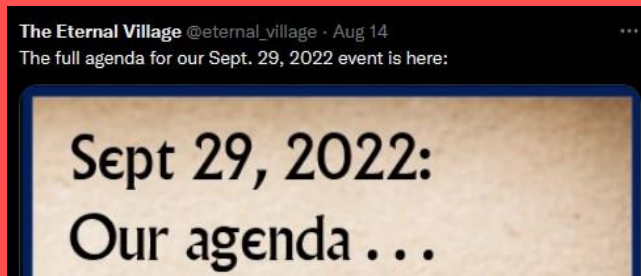 The Eternal Village @eternal_village · Aug 14 ...
The full agenda for our Sept. 29, 2022 event is here:
Sept 29, 2022:
Our agenda . . .